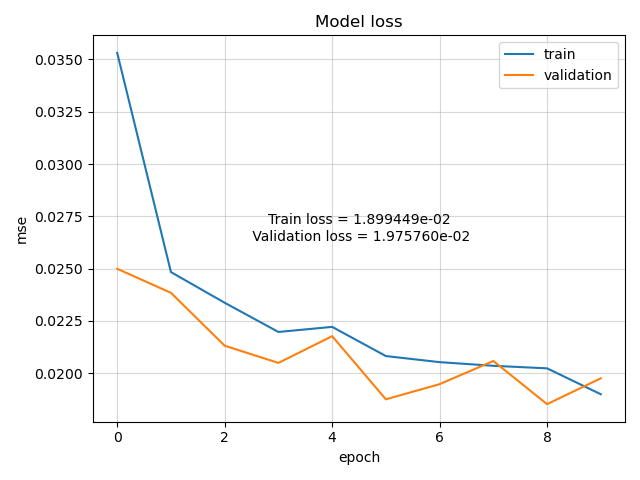 Model loss
train
validation
0.0350
0.0325
0.0300
0.0275
0.0250
0.0225
0.0200
mse
Train loss = 1.899449e-02
Validation loss = 1.975760e-02
0 2 4 6 8
epoch